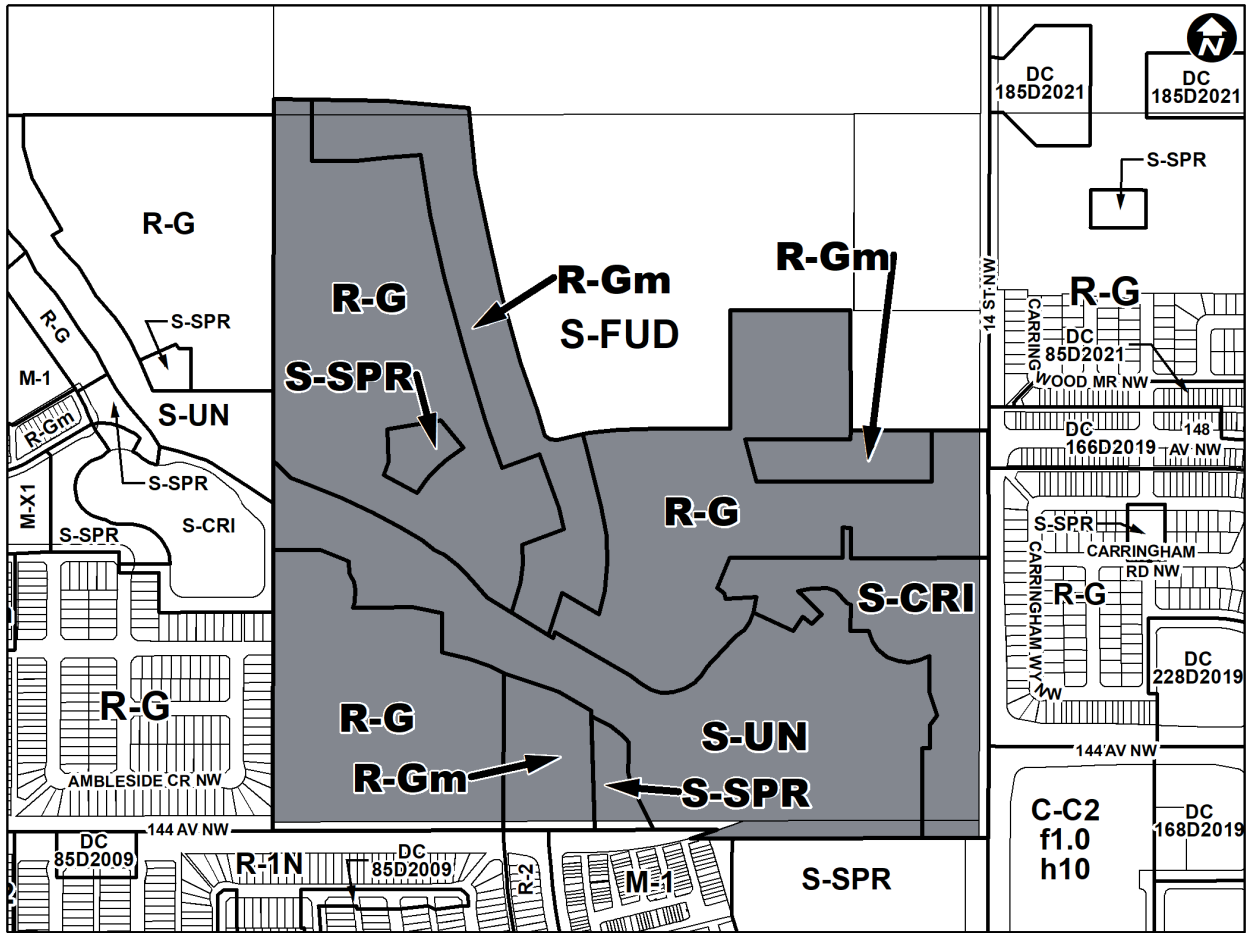 N
DC
185D2021
DC
185D2021
S-SPR
R-G
R-Gm
R-Gm
S-FUD
R-G
14 ST NW
R-G
CARRING
WOOD MR NW
DC
85D2021
S-SPR
R-G
M-1
S-SPR
S-UN
R-Gm
DC
166D2019
148
AV NW
S-SPR
M-X1
S-CRI
S-SPR
R-G
S-SPR
CARRINGHAM
RD NW
CARRINGHAM WY NW
R-G
S-CRI
DC
228D2019
R-G
R-G
S-UN
R-Gm
S-SPR
144 AV NW
AMBLESIDE CR NW
144 AV NW
C-C2
f1.0
h10
DC
168D2019
DC
85D2009
R-1N
DC
85D2009
R-2
M-1
S-SPR